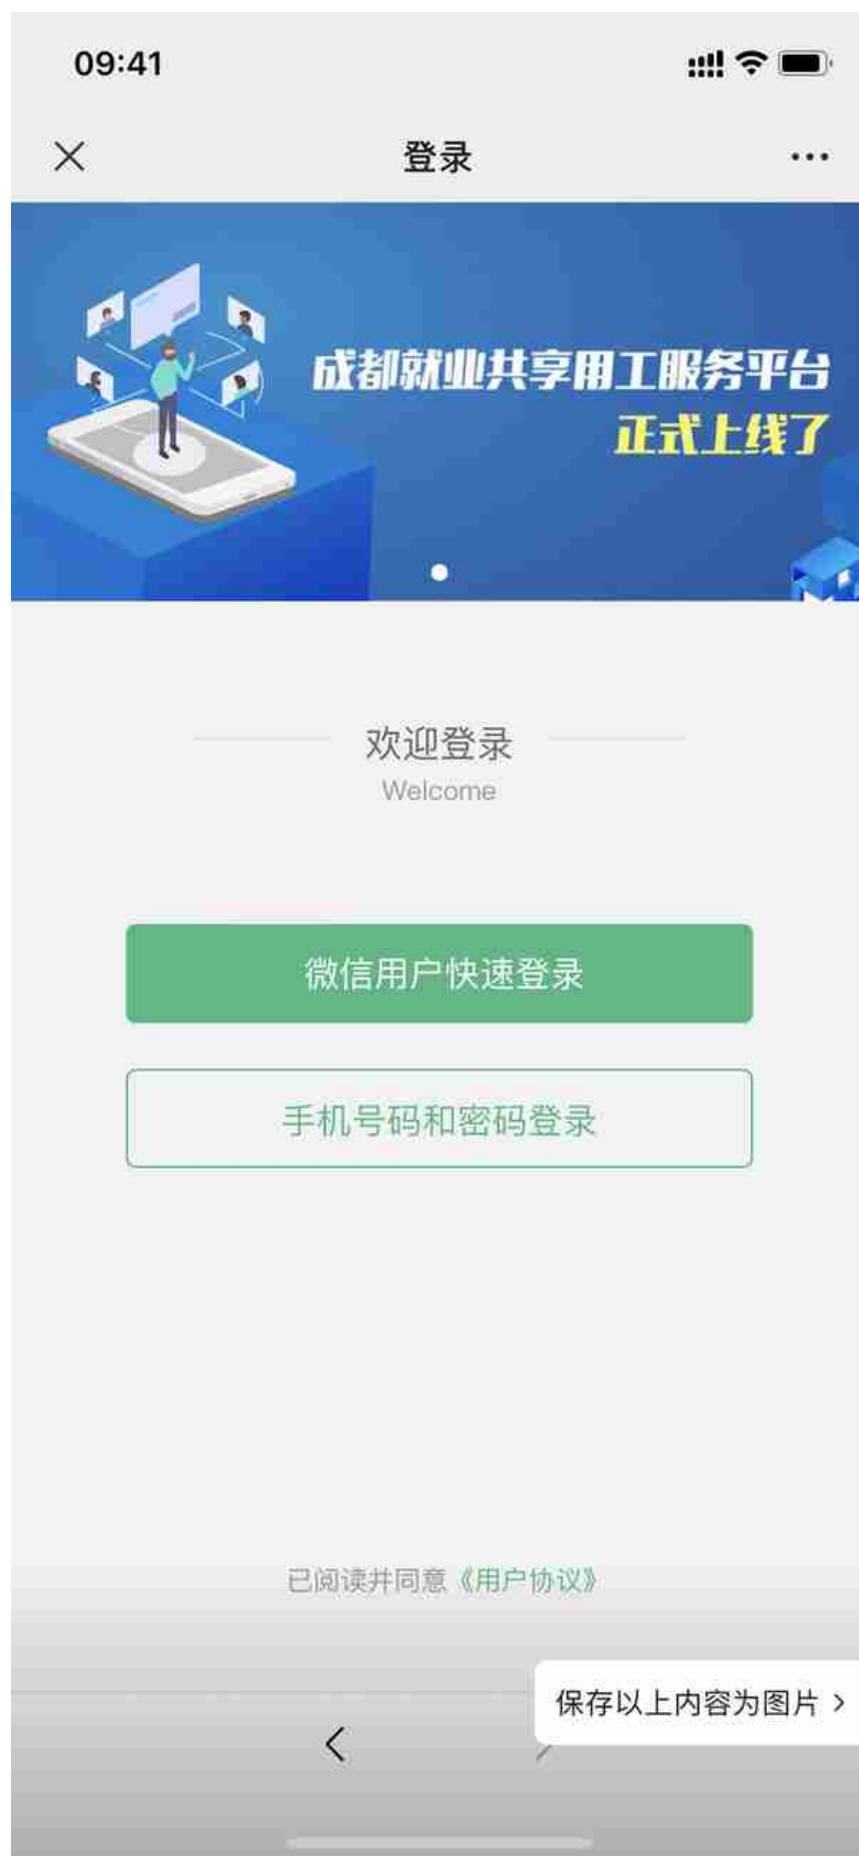 09:41
登录
成都就业共享用工服务平台
正式上线了
欢迎登录
Welcome
微信用户快速登录
手机号码和密码登录
已阅读并同意《用户协议》
保存以上内容为图片